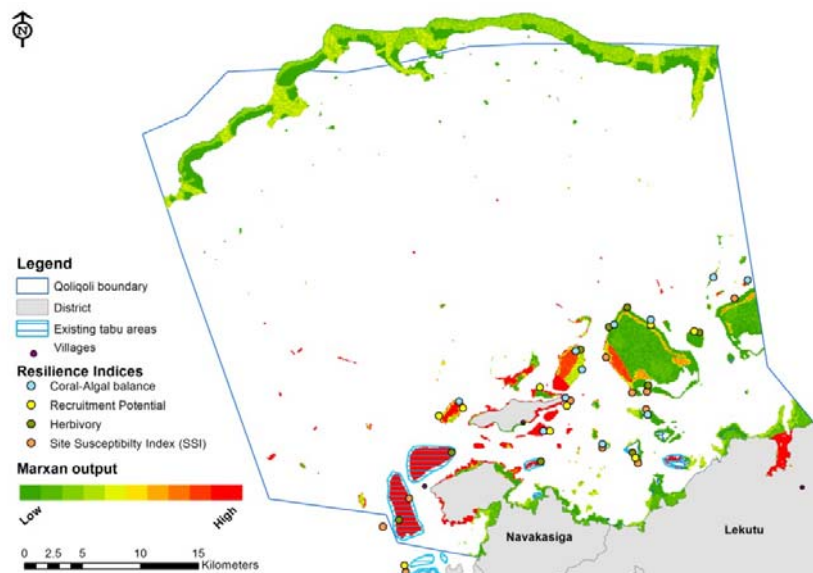 N
Legend
Qoliqoli boundary
District
Existing tabu areas
Villages
Resilience Indices
Coral-Algal balance
Recruitment Potential
Herbivory
Site Susceptibilty Index (SSI)
Marxan output
Low
High
0 2.5 5 10 15
Kilometers
Navakasiga
Lekutu